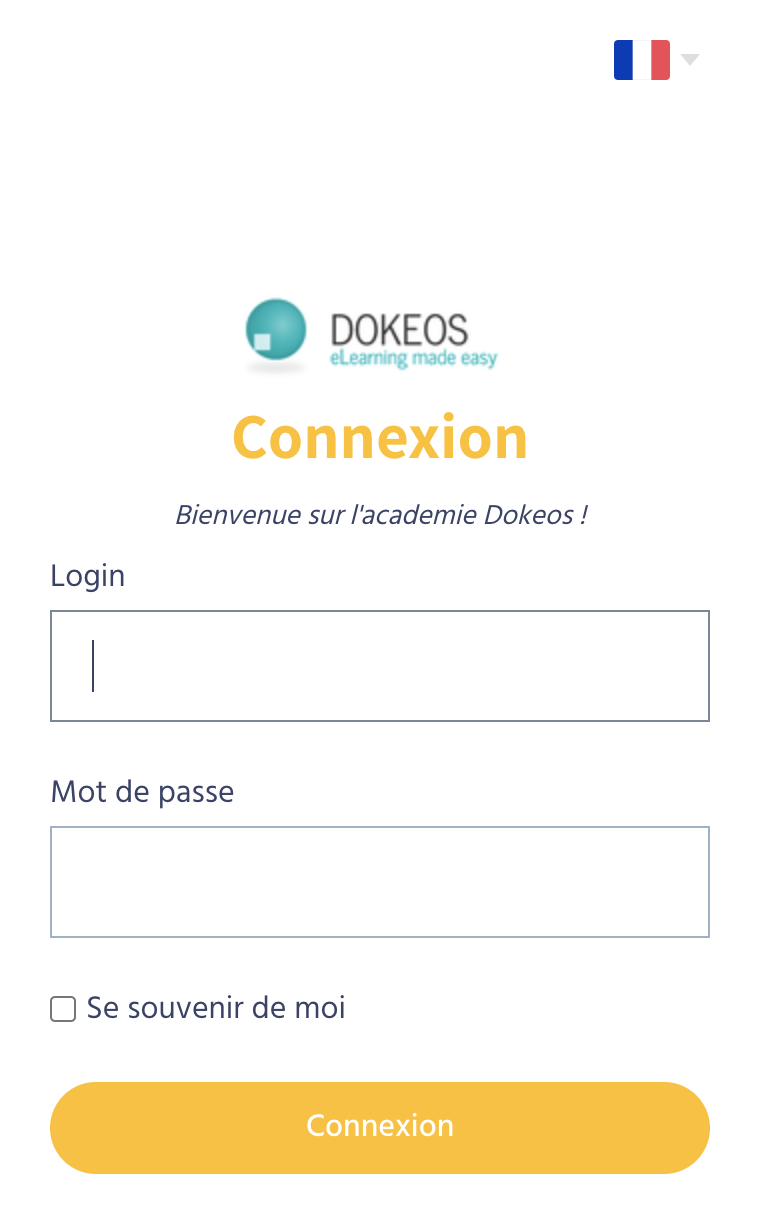 DOKEOS
eLearning made easy
Connexion
Bienvenue sur l'academie Dokeos !
Login
Mot de passe
Se souvenir de moi
Connexion